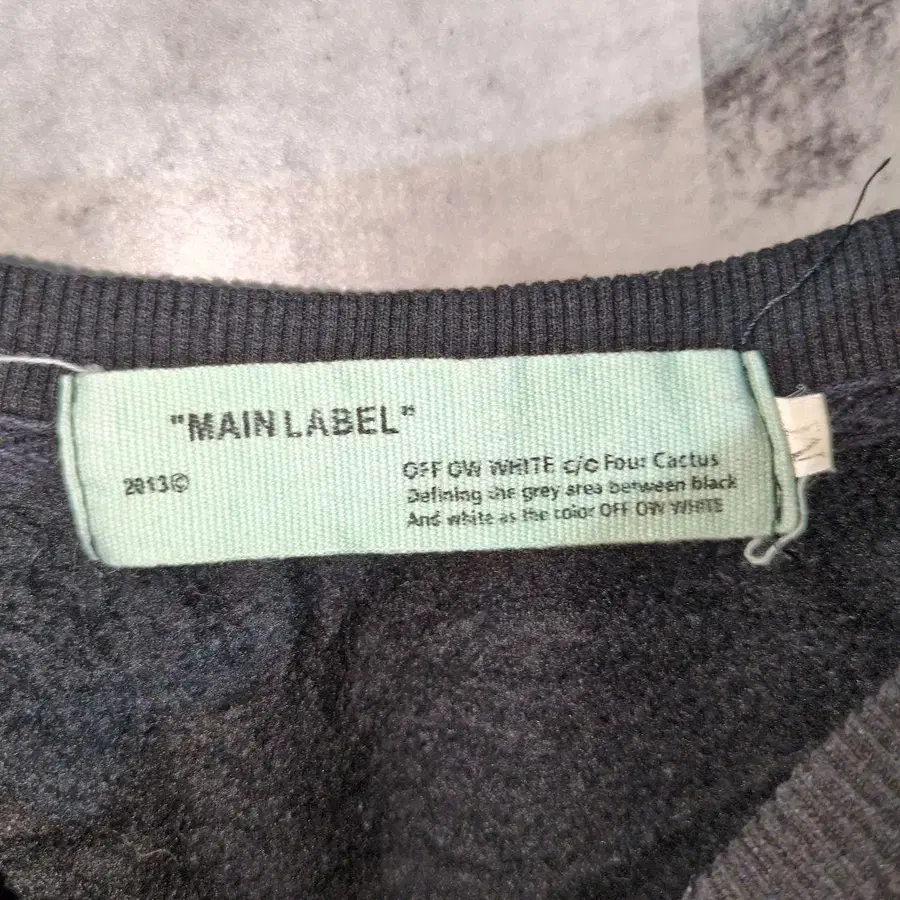 "MAIN LABEL"
2013©
OFF OW WHITE c/o Four Cactus
Defining the grey area between black
And white as the color OFF OW WHITE
M